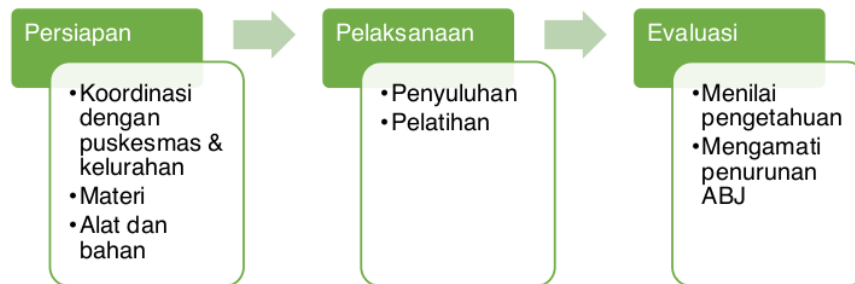 Persiapan
•Koordinasi
dengan
puskesmas &
kelurahan
•Materi
•Alat dan
bahan
Pelaksanaan
•Penyuluhan
•Pelatihan
Evaluasi
•Menilai
pengetahuan
•Mengamati
penurunan
ABJ